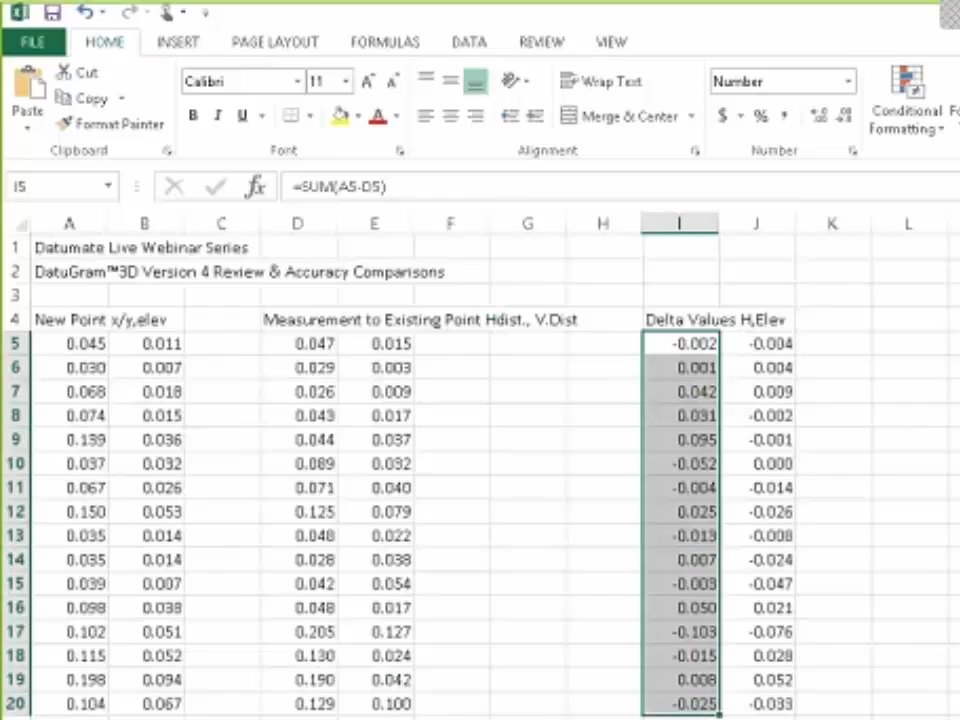 FILE HOME INSERT PAGE LAYOUT FORMULAS DATA REVIEW VIEW
Cut
Copy
Format Painter
Paste
Clipboard
Calibri 11
B I U
Font
Wrap Text
Merge & Center
Alignment
Number
$ % ,
Number
Conditional
Formatting
I5 fx =SUM(A5-D5)
A B C D E F G H I J K L
1 Datumate Live Webinar Series
2 DatuGram™3D Version 4 Review & Accuracy Comparisons
3
4 New Point x/y,elev Measurement to Existing Point Hdist., V.Dist Delta Values H,Elev
5 0.045 0.011 0.047 0.015 -0.002 -0.004
6 0.030 0.007 0.029 0.003 0.001 0.004
7 0.068 0.018 0.026 0.009 0.042 0.009
8 0.074 0.015 0.043 0.017 0.031 -0.002
9 0.139 0.036 0.044 0.037 0.095 -0.001
10 0.037 0.032 0.089 0.032 -0.052 0.000
11 0.067 0.026 0.071 0.040 -0.004 -0.014
12 0.150 0.053 0.125 0.079 0.025 -0.026
13 0.035 0.014 0.048 0.022 -0.013 -0.008
14 0.035 0.014 0.028 0.038 0.007 -0.024
15 0.039 0.007 0.042 0.054 -0.003 -0.047
16 0.098 0.038 0.048 0.017 0.050 0.021
17 0.102 0.051 0.205 0.127 -0.103 -0.076
18 0.115 0.052 0.130 0.024 -0.015 0.028
19 0.198 0.094 0.190 0.042 0.008 0.052
20 0.104 0.067 0.129 0.100 -0.025 -0.033